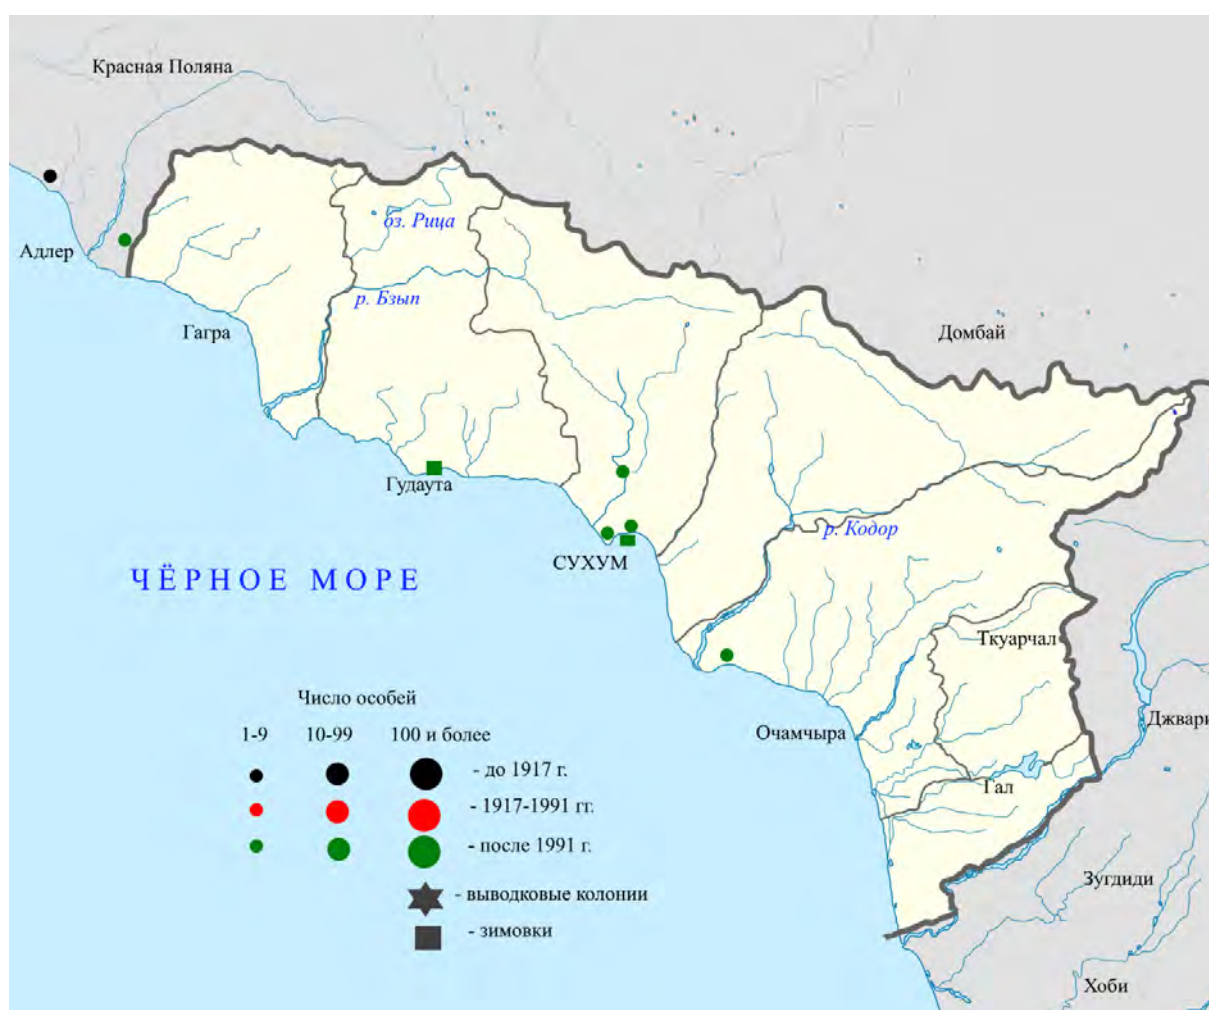 Красная Поляна
оз. Рица
Адлер
р. Бзып
Гагра
Домбай
Гудаута
р. Кодор
СУХУМ
ЧЁРНОЕ МОРЕ
Ткуарчал
Число особей
Джвари
1-9 10-99 100 и более
Очамчыра
- до 1917 г.
Гал
- 1917-1991 гг.
- после 1991 г.
Зугдиди
- выводковые колонии
- зимовки
Хоби